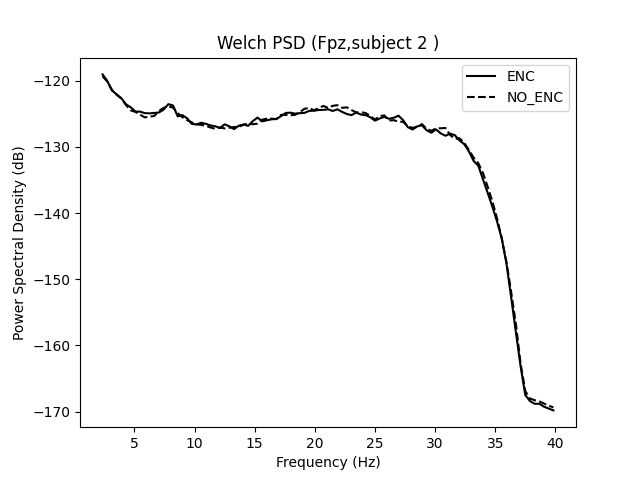 Welch PSD (Fpz,subject 2 )
ENC
NO_ENC
Power Spectral Density (dB)
−120
−130
−140
−150
−160
−170
5 10 15 20 25 30 35 40
Frequency (Hz)